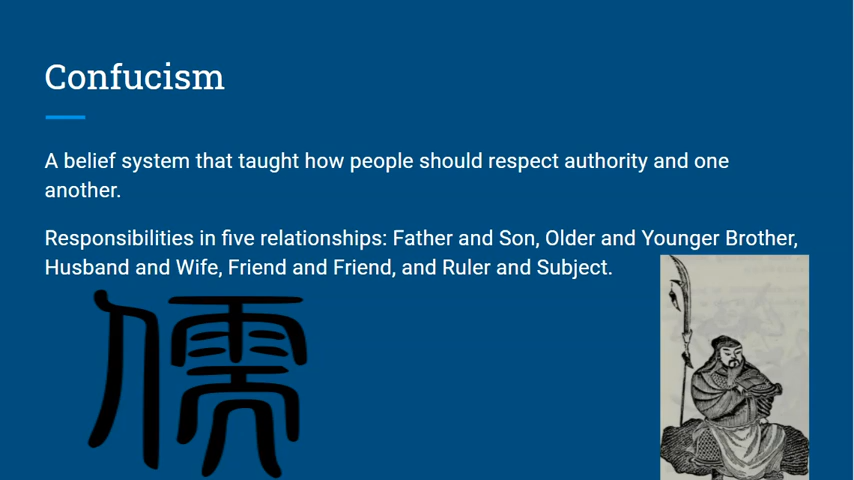 Confucism
A belief system that taught how people should respect authority and one
another.
Responsibilities in five relationships: Father and Son, Older and Younger Brother,
Husband and Wife, Friend and Friend, and Ruler and Subject.
儒